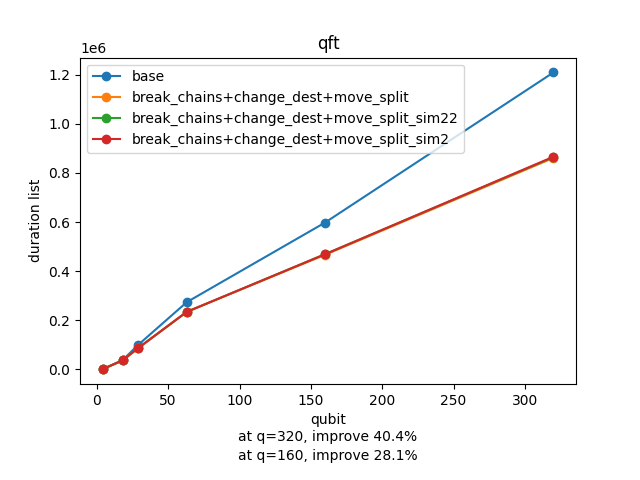 qft
1e6
base
break_chains+change_dest+move_split
break_chains+change_dest+move_split_sim22
break_chains+change_dest+move_split_sim2
1.2
1.0
0.8
0.6
0.4
0.2
0.0
duration list
0 50 100 150 200 250 300
qubit
at q=320, improve 40.4%
at q=160, improve 28.1%